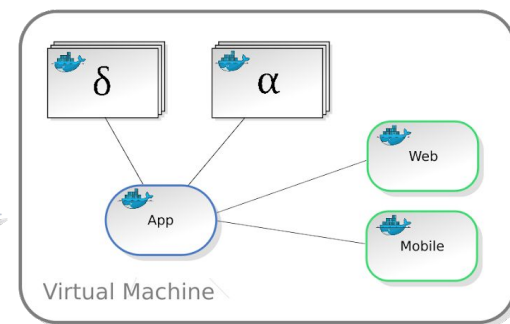 δ
α
Web
App
Mobile
Virtual Machine